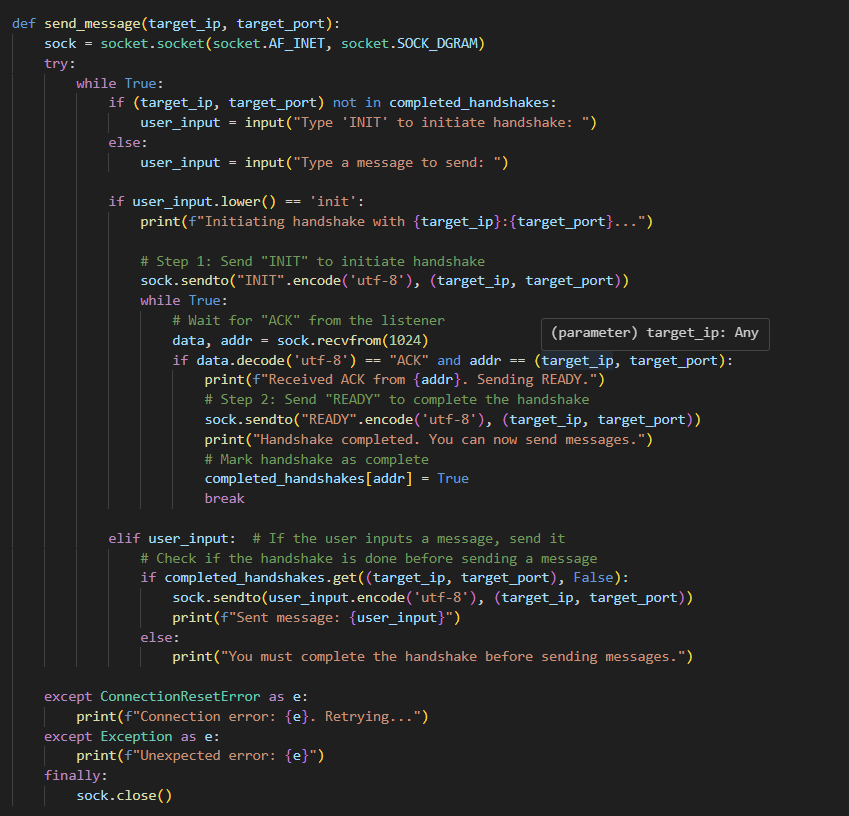 def send_message(target_ip, target_port):
    sock = socket.socket(socket.AF_INET, socket.SOCK_DGRAM)
    try:
        while True:
            if (target_ip, target_port) not in completed_handshakes:
                user_input = input("Type 'INIT' to initiate handshake: ")
            else:
                user_input = input("Type a message to send: ")

            if user_input.lower() == 'init':
                print(f"Initiating handshake with {target_ip}:{target_port}...")

                # Step 1: Send "INIT" to initiate handshake
                sock.sendto("INIT".encode('utf-8'), (target_ip, target_port))
                while True:
                    # Wait for "ACK" from the listener
                    (parameter) target_ip: Any
                    data, addr = sock.recvfrom(1024)
                    if data.decode('utf-8') == "ACK" and addr == (target_ip, target_port):
                        print(f"Received ACK from {addr}. Sending READY.")
                        # Step 2: Send "READY" to complete the handshake
                        sock.sendto("READY".encode('utf-8'), (target_ip, target_port))
                        print("Handshake completed. You can now send messages.")
                        # Mark handshake as complete
                        completed_handshakes[addr] = True
                        break

            elif user_input:  # If the user inputs a message, send it
                # Check if the handshake is done before sending a message
                if completed_handshakes.get((target_ip, target_port), False):
                    sock.sendto(user_input.encode('utf-8'), (target_ip, target_port))
                    print(f"Sent message: {user_input}")
                else:
                    print("You must complete the handshake before sending messages.")

    except ConnectionResetError as e:
        print(f"Connection error: {e}. Retrying...")
    except Exception as e:
        print(f"Unexpected error: {e}")
    finally:
        sock.close()